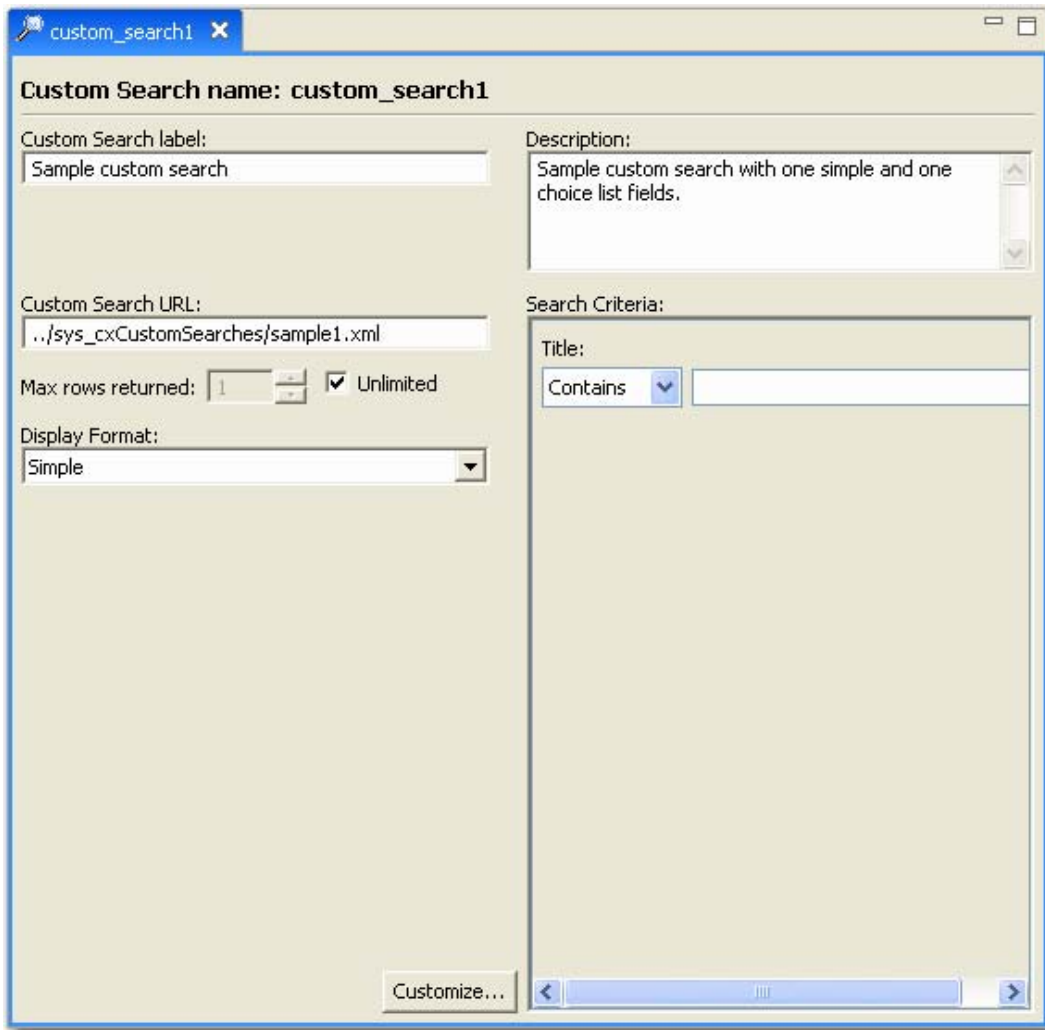 custom_search1
Custom Search name: custom_search1
Custom Search label:
Sample custom search
Description:
Sample custom search with one simple and one
choice list fields.
Custom Search URL:
../sys_cxCustomSearches/sample1.xml
Max rows returned: 1 Unlimited
Display Format:
Simple
Search Criteria:
Title:
Contains
Customize...